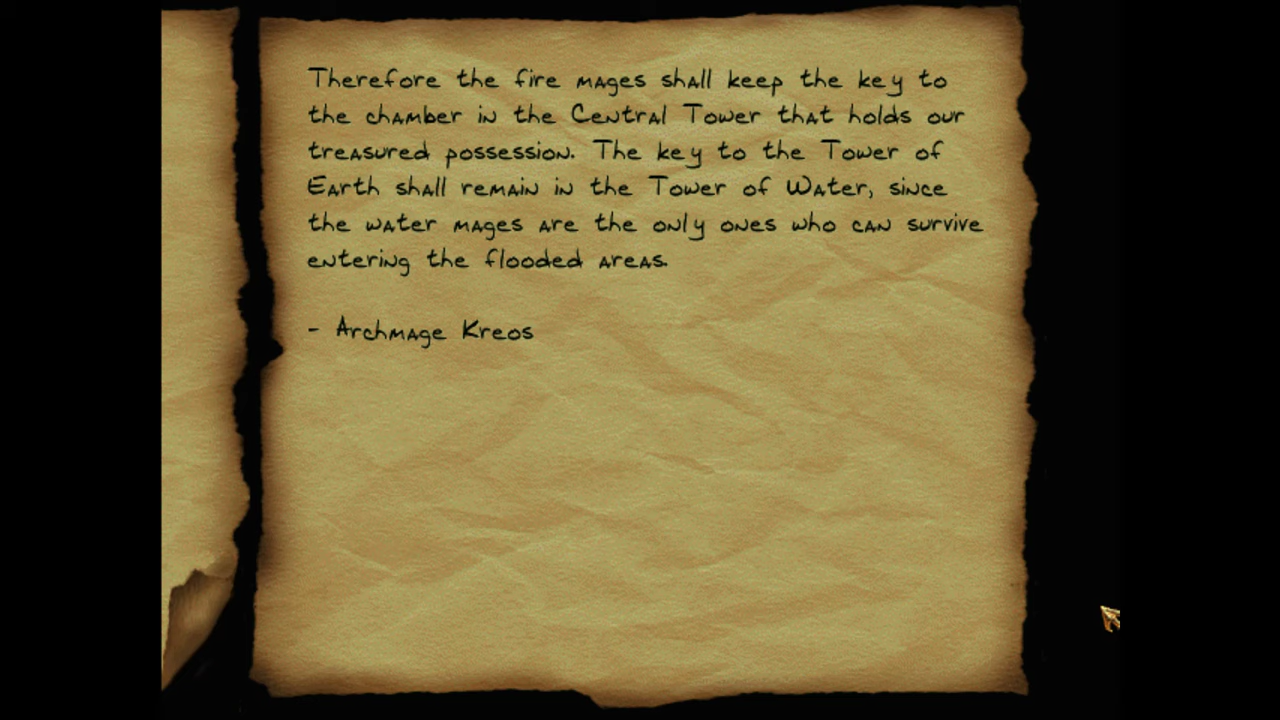 Therefore the fire mages shall keep the key to
the chamber in the Central Tower that holds our
treasured possession. The key to the Tower of
Earth shall remain in the Tower of Water, since
the water mages are the only ones who can survive
entering the flooded areas.
- Archmage Kreos